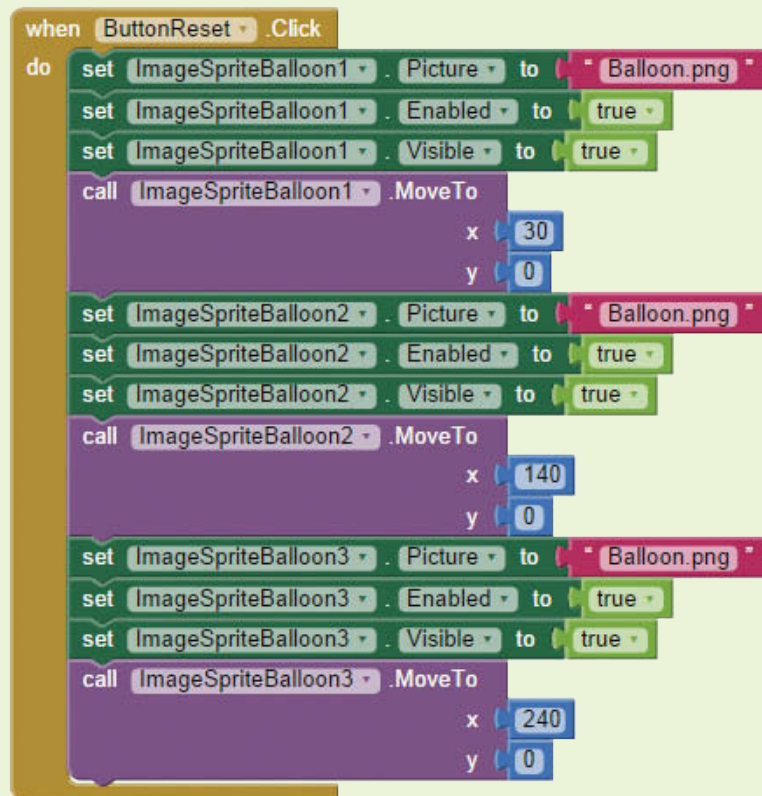 when ButtonReset .Click
do set ImageSpriteBalloon1 . Picture to " Balloon.png "
set ImageSpriteBalloon1 . Enabled to true
set ImageSpriteBalloon1 . Visible to true
call ImageSpriteBalloon1 .MoveTo
x 30
y 0
set ImageSpriteBalloon2 . Picture to " Balloon.png "
set ImageSpriteBalloon2 . Enabled to true
set ImageSpriteBalloon2 . Visible to true
call ImageSpriteBalloon2 .MoveTo
x 140
y 0
set ImageSpriteBalloon3 . Picture to " Balloon.png "
set ImageSpriteBalloon3 . Enabled to true
set ImageSpriteBalloon3 . Visible to true
call ImageSpriteBalloon3 .MoveTo
x 240
y 0